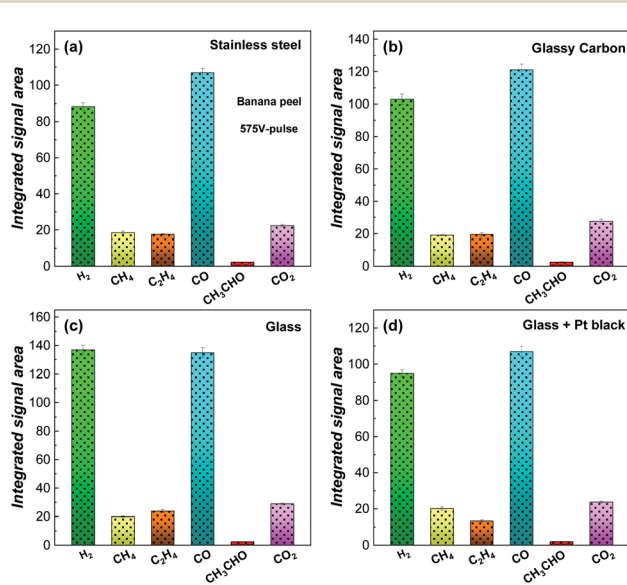 (a)
Stainless steel
Banana peel
575V-pulse
Integrated signal area
120
100
80
60
40
20
0
H2
CH4
C2H4
CO
CH3CHO
CO2
(b)
Glassy Carbon
Integrated signal area
140
120
100
80
60
40
20
0
H2
CH4
C2H4
CO
CH3CHO
CO2
(c)
Glass
Integrated signal area
160
140
120
100
80
60
40
20
0
H2
CH4
C2H4
CO
CH3CHO
CO2
(d)
Glass + Pt black
Integrated signal area
120
100
80
60
40
20
0
H2
CH4
C2H4
CO
CH3CHO
CO2